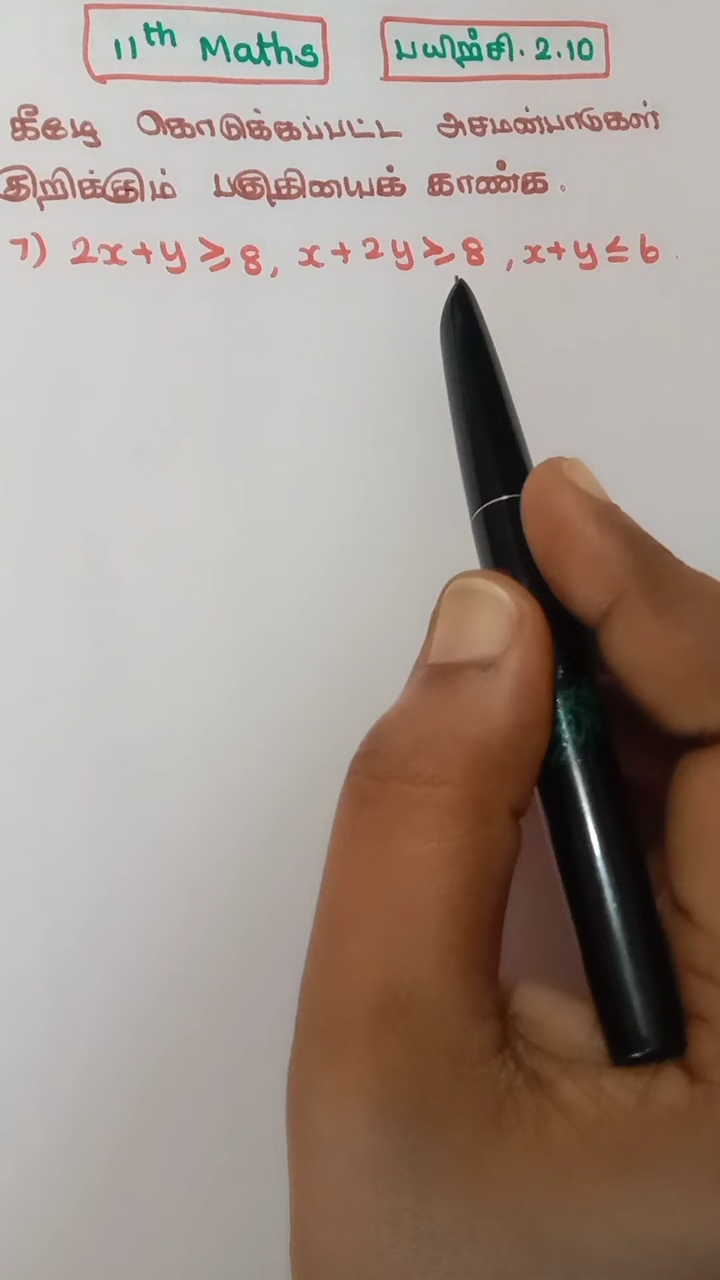 11th Maths
பயிற்சி. 2.10
கீழே கொடுக்கப்பட்ட அசமன்பாடுகள்
குறிக்கும் பகுதியைக் காண்க.
7) 2x+y ≥ 8, x+2y ≥ 8, x+y ≤ 6